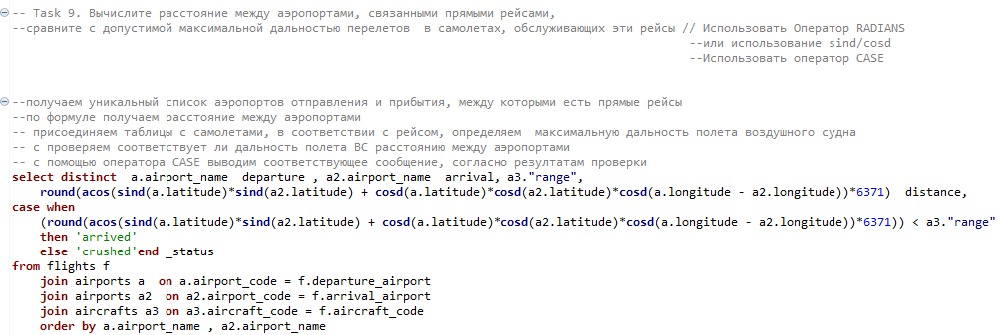 -- Task 9. Вычислите расстояние между аэропортами, связанными прямыми рейсами,
--сравните с допустимой максимальной дальностью перелетов  в самолетах, обслуживающих эти рейсы // Использовать Оператор RADIANS
--или использование sind/cosd
--Использовать оператор CASE
--получаем уникальный список аэропортов отправления и прибытия, между которыми есть прямые рейсы
--по формуле получаем расстояние между аэропортами
-- присоединяем таблицы с самолетами, в соответствии с рейсом, определяем  максимальную дальность полета воздушного судна
-- с проверяем соответствует ли дальность полета ВС расстоянию между аэропортами
-- с помощью оператора CASE выводим соответствующее сообщение, согласно резултатам проверки
select distinct  a.airport_name  departure , a2.airport_name  arrival, a3."range",
round(acos(sind(a.latitude)*sind(a2.latitude) + cosd(a.latitude)*cosd(a2.latitude)*cosd(a.longitude - a2.longitude))*6371)  distance,
case when
(round(acos(sind(a.latitude)*sind(a2.latitude) + cosd(a.latitude)*cosd(a2.latitude)*cosd(a.longitude - a2.longitude))*6371)) < a3."range"
then 'arrived'
else 'crushed'end _status
from flights f
join airports a  on a.airport_code = f.departure_airport
join airports a2  on a2.airport_code = f.arrival_airport
join aircrafts a3 on a3.aircraft_code = f.aircraft_code
order by a.airport_name , a2.airport_name